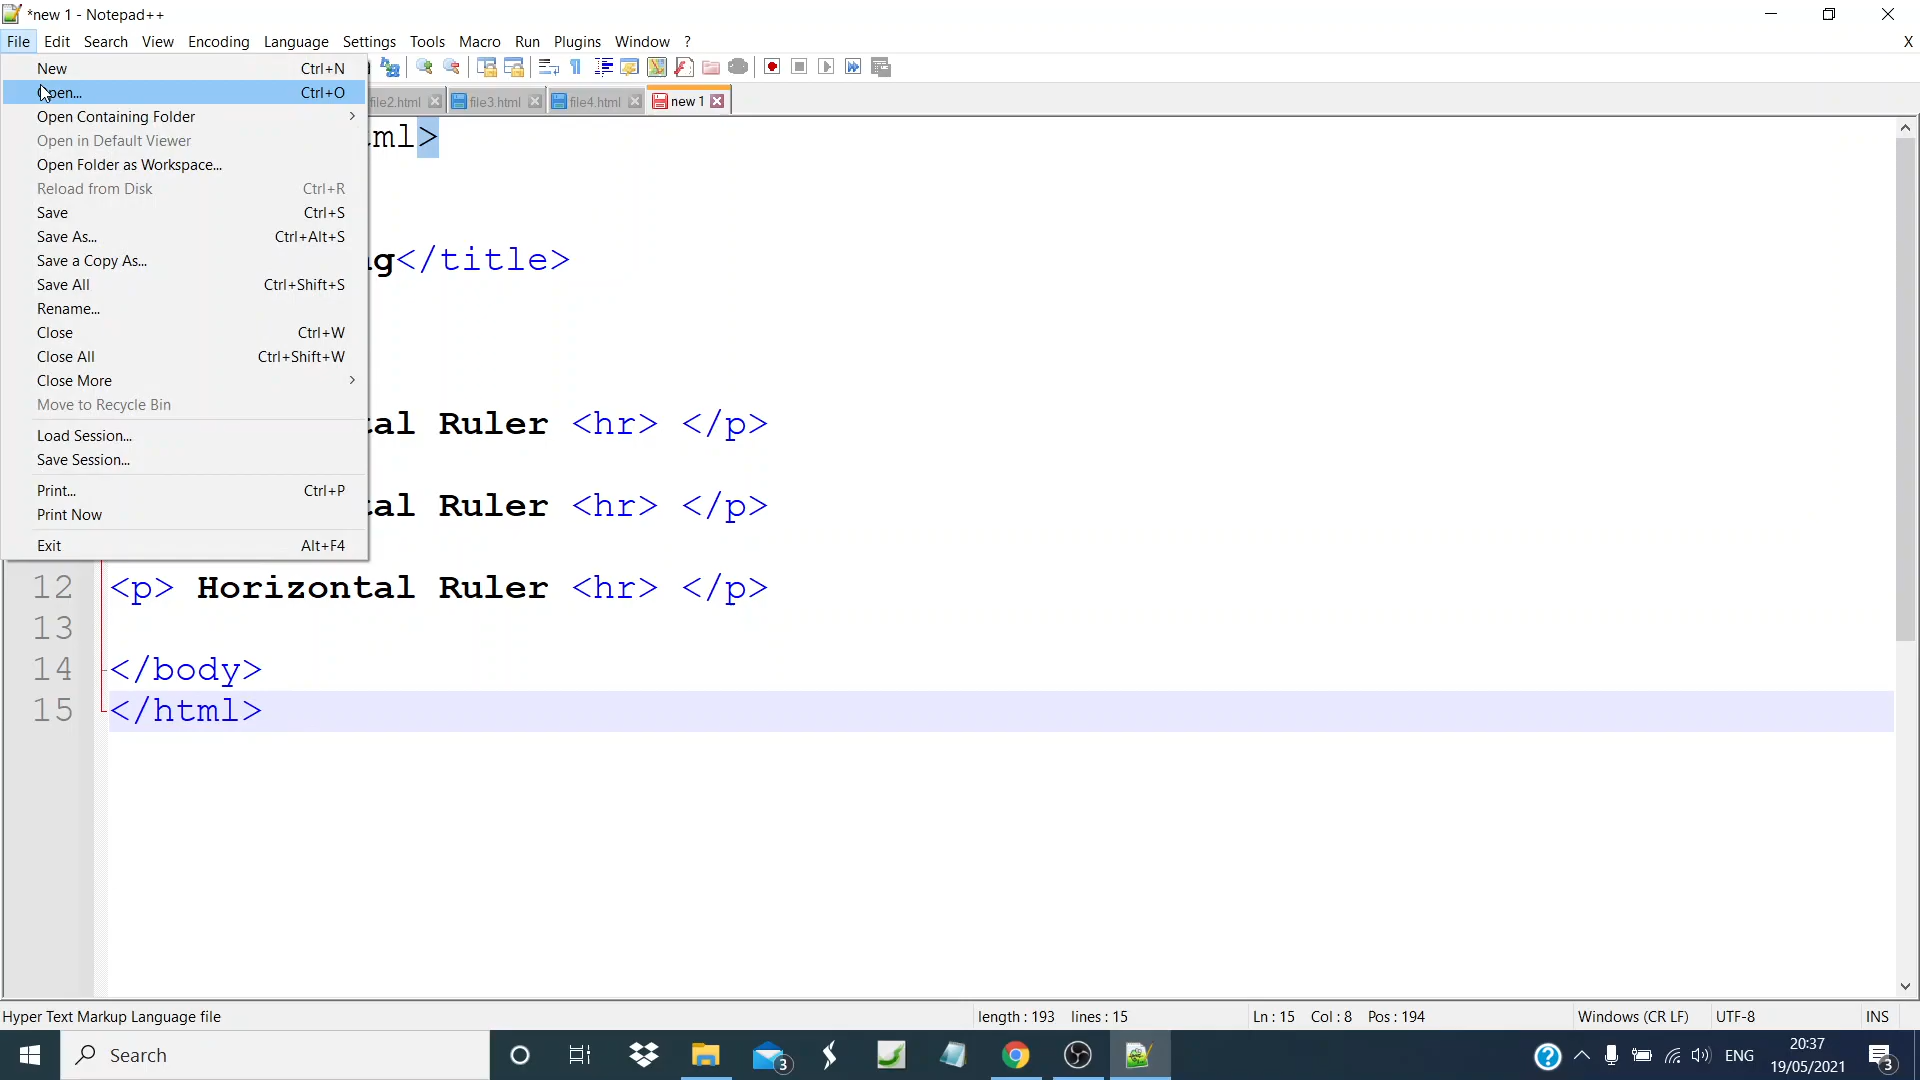 *new 1 - Notepad++
File Edit Search View Encoding Language Settings Tools Macro Run Plugins Window ? X
New Ctrl+N
Open... Ctrl+O
Open Containing Folder
Open in Default Viewer
Open Folder as Workspace...
Reload from Disk Ctrl+R
Save Ctrl+S
Save As... Ctrl+Alt+S
Save a Copy As...
Save All Ctrl+Shift+S
Rename...
Close Ctrl+W
Close All Ctrl+Shift+W
Close More
Move to Recycle Bin
Load Session...
Save Session...
Print... Ctrl+P
Print Now
Exit Alt+F4
file2.html file3.html file4.html new 1
ml>
g</title>
al Ruler <hr> </p>
al Ruler <hr> </p>
12 <p> Horizontal Ruler <hr> </p>
13
14 </body>
15 </html>
Hyper Text Markup Language file length : 193 lines : 15 Ln : 15 Col : 8 Pos : 194 Windows (CR LF) UTF-8 INS
Search 3 ENG 20:37 3
19/05/2021